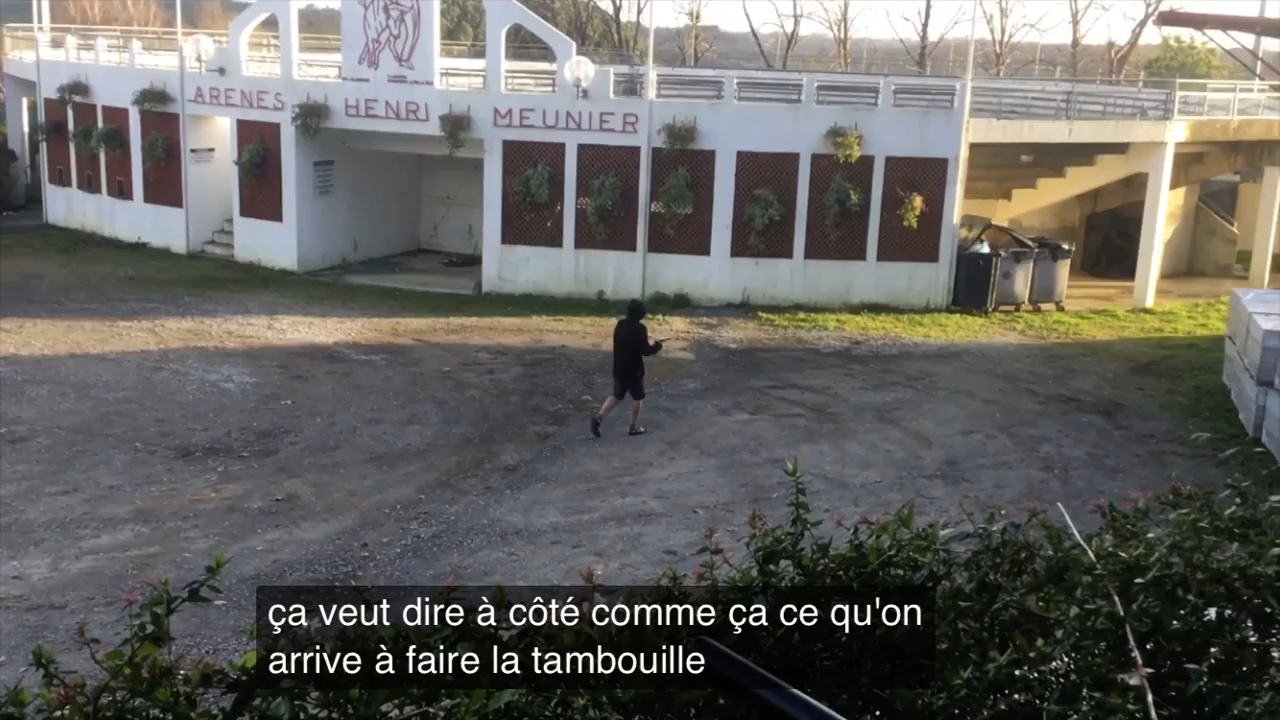 ARENES HENRI MEUNIER
ça veut dire à côté comme ça ce qu'on
arrive à faire la tambouille